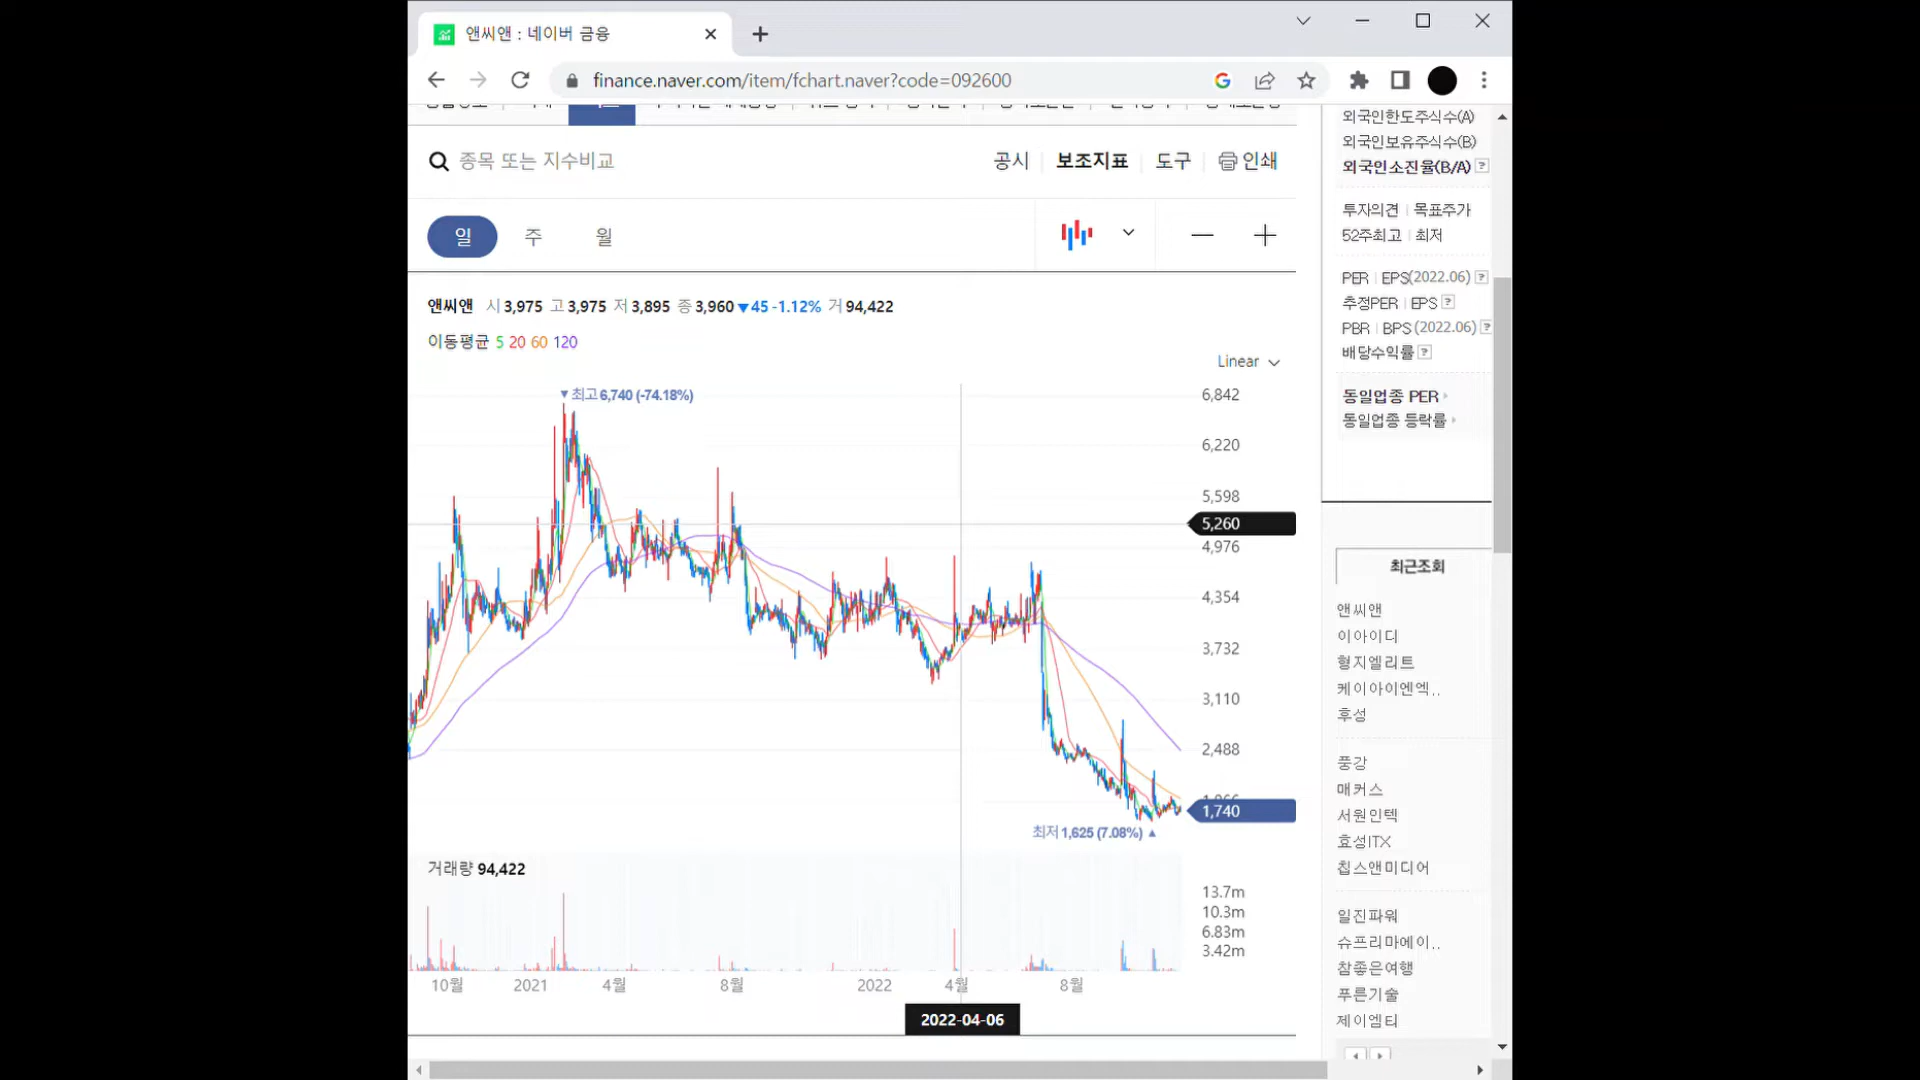 앤씨앤 : 네이버 금융
finance.naver.com/item/fchart.naver?code=092600
종목 또는 지수비교
공시 보조지표 도구 인쇄
일 주 월
앤씨앤 시 3,975 고 3,975 저 3,895 종 3,960 ▼45 -1.12% 거 94,422
이동평균 5 20 60 120
Linear
▼최고 6,740 (-74.18%)
6,842
6,220
5,598
5,260
4,976
4,354
3,732
3,110
2,488
1,740
최저 1,625 (7.08%) ▲
거래량 94,422
13.7m
10.3m
6.83m
3.42m
10월 2021 4월 8월 2022 4월 8월
2022-04-06
외국인한도주식수(A)
외국인보유주식수(B)
외국인소진율(B/A) ?
투자의견 | 목표주가
52주최고 | 최저
PER | EPS(2022.06) ?
추정PER | EPS ?
PBR | BPS (2022.06) ?
배당수익률 ?
동일업종 PER
동일업종 등락률
최근조회
앤씨앤
이아이디
형지엘리트
케이아이엔엑..
후성
풍강
매커스
서원인텍
효성ITX
칩스앤미디어
일진파워
슈프리마에이..
참좋은여행
푸른기술
제이엠티